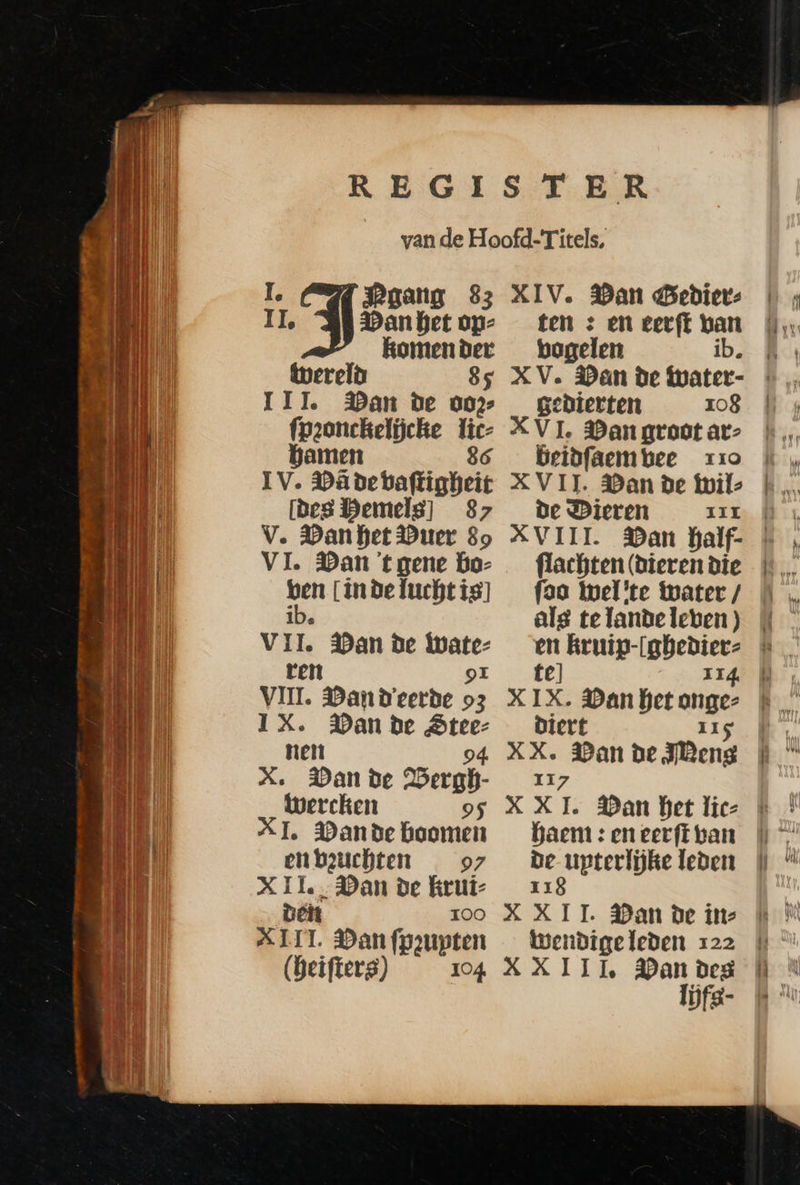 REGISTER
van de Hoofd-Titels.
I. INgang 83
II. Van het op-
komen der
wereld 85
III. Van de oor-
ſpronckelijcke lic-
hamen 86
IV. Vā de vaſtigheit
[des Hemels] 87
V. Van het Vuer 89
VI. Van 't gene bo-
ven [in de lucht is]
ib.
VII. Van de wate-
ren 91
VIII. Van d'eerde 93
IX. Van de Stee-
nen 94
X. Van de Bergh-
wercken 95
XI. Van de boomen
en vruchten 97
XII. Van de krui-
den 100
XIII. Van ſpruyten
(heiſters) 104
XIV. Van Gedier-
ten : en eerſt van
vogelen ib.
XV. Van de water-
gedierten 108
XVI. Van groot ar-
beidſaem vee 110
XVII. Van de wil-
de Dieren 111
XVIII. Van half-
ſlachten (dieren die
ſoo wel 'te water /
als te lande leven)
en kruip-[ghedier-
te] 114
XIX. Van het onge-
diert 115
XX. Van de Mens
117
XXI. Van het lic-
haem : en eerſt van
de uyterlijke leden
118
XXII. Van de in-
wendige leden 122
XXIII. Van des
lijfs-